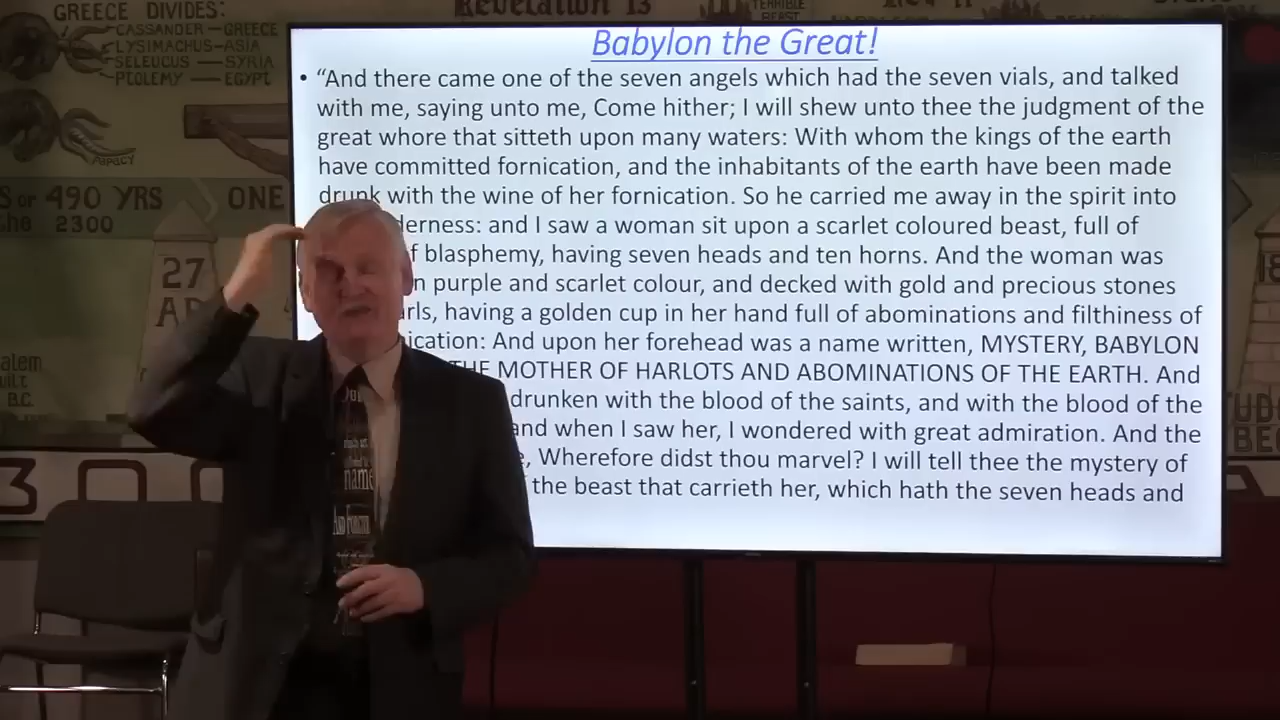 Revelation 13
TERRIBLE
BEAST
GREECE DIVIDES:
CASSANDER — GREECE
LYSIMACHUS — ASIA
SELEUCUS — SYRIA
PTOLEMY — EGYPT
PAPACY
S or 490 YRS
ONE
the 2300
27
AD
B.C.
3
Babylon the Great!
• “And there came one of the seven angels which had the seven vials, and talked
with me, saying unto me, Come hither; I will shew unto thee the judgment of the
great whore that sitteth upon many waters: With whom the kings of the earth
have committed fornication, and the inhabitants of the earth have been made
drunk with the wine of her fornication. So he carried me away in the spirit into
derness: and I saw a woman sit upon a scarlet coloured beast, full of
f blasphemy, having seven heads and ten horns. And the woman was
n purple and scarlet colour, and decked with gold and precious stones
rls, having a golden cup in her hand full of abominations and filthiness of
ication: And upon her forehead was a name written, MYSTERY, BABYLON
THE MOTHER OF HARLOTS AND ABOMINATIONS OF THE EARTH. And
drunken with the blood of the saints, and with the blood of the
and when I saw her, I wondered with great admiration. And the
, Wherefore didst thou marvel? I will tell thee the mystery of
the beast that carrieth her, which hath the seven heads and
name